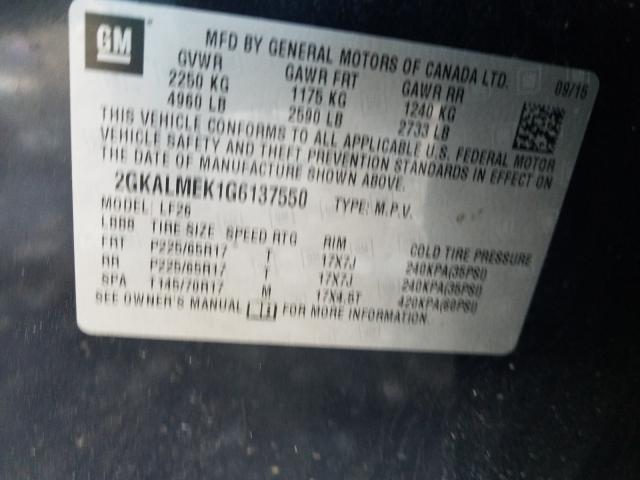 GM
MFD BY GENERAL MOTORS OF CANADA LTD.
GVWR GAWR FRT GAWR RR 09/15
2250 KG 1175 KG 1240 KG
4960 LB 2590 LB 2733 LB
THIS VEHICLE CONFORMS TO ALL APPLICABLE U.S. FEDERAL MOTOR
VEHICLE SAFETY AND THEFT PREVENTION STANDARDS IN EFFECT ON
THE DATE OF MANUFACTURE SHOWN ABOVE.
2GKALMEK1G6137550 TYPE: M.P.V.
MODEL: LF26
TIRE SIZE SPEED RTG RIM COLD TIRE PRESSURE
FRT P225/65R17 T 17X7J 240KPA(35PSI)
RR P225/65R17 T 17X7J 240KPA(35PSI)
SPA T145/70R17 M 17X4.5T 420KPA(60PSI)
SEE OWNER'S MANUAL FOR MORE INFORMATION.